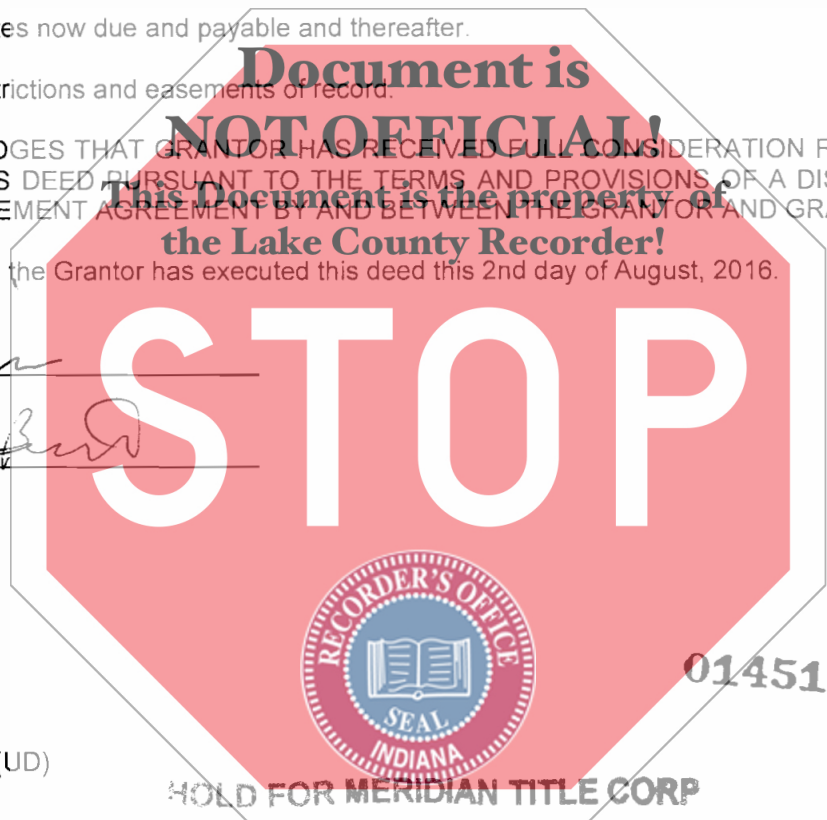 es now due and payable and thereafter.
Document is
rictions and easements of record.
NOT OFFICIAL!
OGES THAT GRANTOR HAS RECEIVED FULL CONSIDERATION F
S DEED PURSUANT TO THE TERMS AND PROVISIONS OF A DIS
This Document is the property of
EMENT AGREEMENT BY AND BETWEEN THE GRANTOR AND GRA
the Lake County Recorder!
the Grantor has executed this deed this 2nd day of August, 2016.
STOP
RECORDER'S OFFICE
SEAL
INDIANA
01451
(UD)
HOLD FOR MERIDIAN TITLE CORP